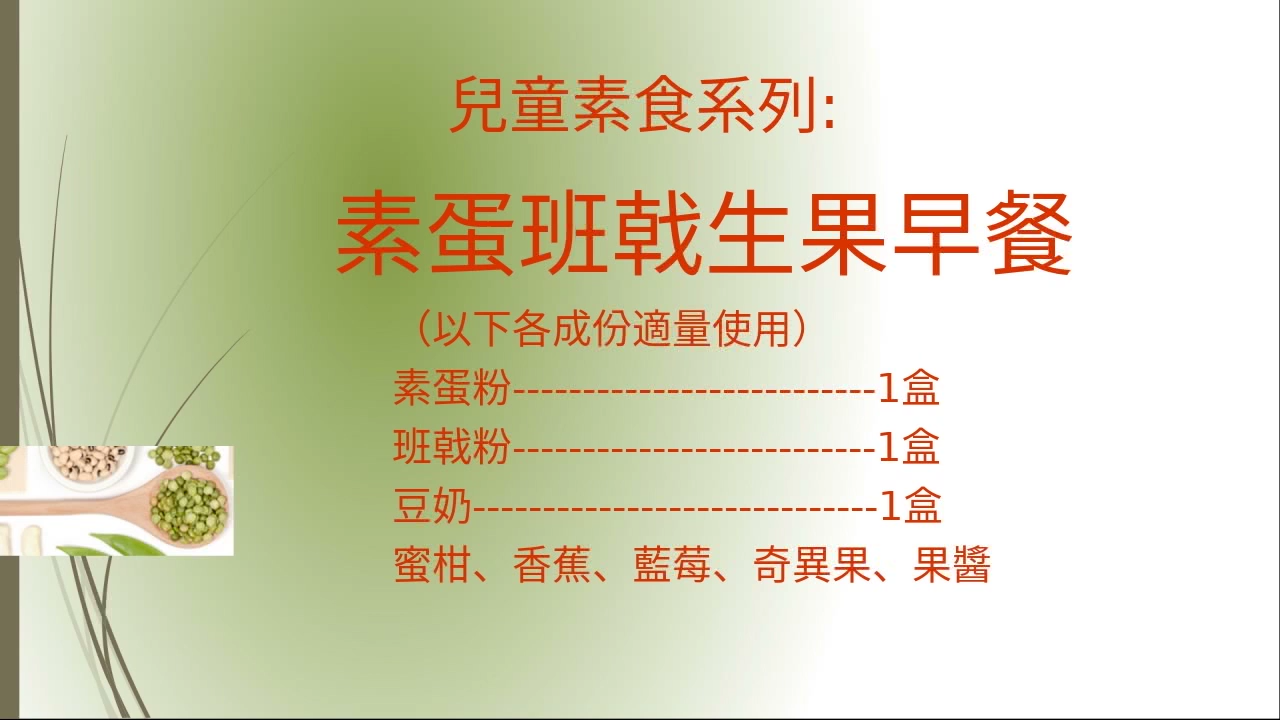 兒童素食系列:
素蛋班戟生果早餐
（以下各成份適量使用）
素蛋粉--------------------------1盒
班戟粉--------------------------1盒
豆奶-----------------------------1盒
蜜柑、香蕉、藍莓、奇異果、果醬